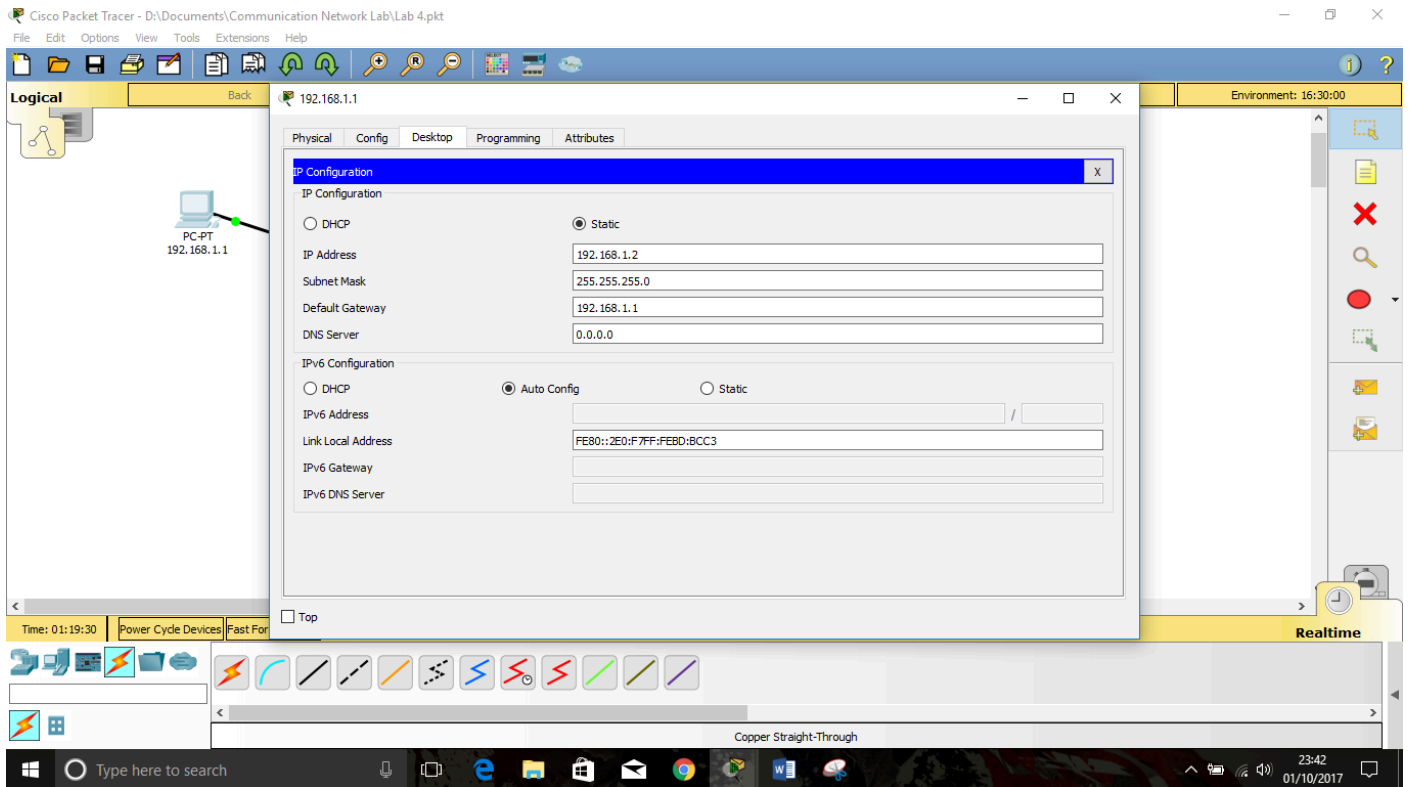 Cisco Packet Tracer - D:\Documents\Communication Network Lab\Lab 4.pkt
File Edit Options View Tools Extensions Help
Logical
Back
Environment: 16:30:00
192.168.1.1
Physical Config Desktop Programming Attributes
IP Configuration
X
IP Configuration
DHCP Static
IP Address 192.168.1.2
Subnet Mask 255.255.255.0
Default Gateway 192.168.1.1
DNS Server 0.0.0.0
IPv6 Configuration
DHCP Auto Config Static
IPv6 Address /
Link Local Address FE80::2E0:F7FF:FEBD:BCC3
IPv6 Gateway
IPv6 DNS Server
Top
PC-PT
192.168.1.1
Time: 01:19:30 Power Cycle Devices Fast For
Realtime
Copper Straight-Through
Type here to search
23:42
01/10/2017